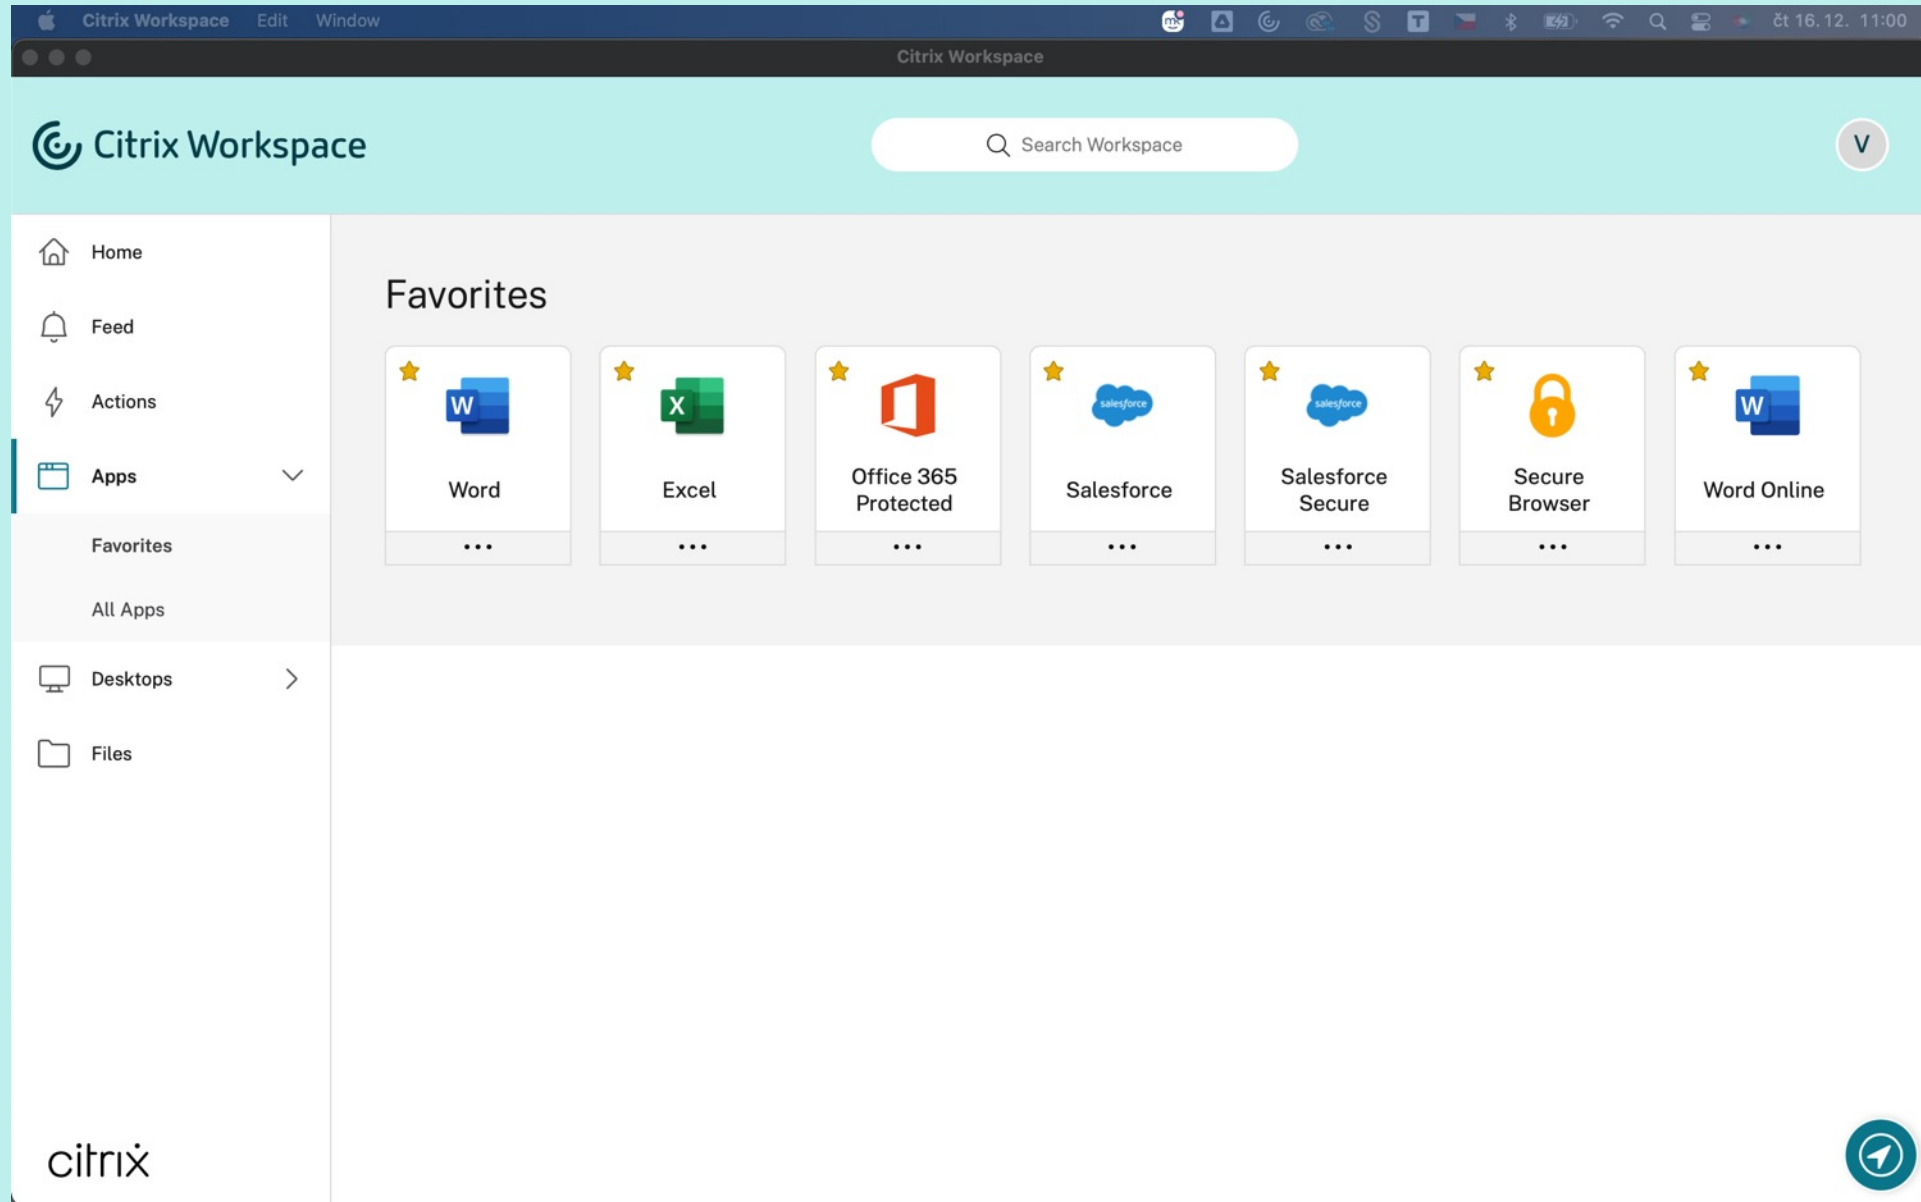 Citrix Workspace Edit Window čt 16. 12. 11:00
Citrix Workspace
Citrix Workspace
Search Workspace
V
Home
Feed
Actions
Apps
Favorites
All Apps
Desktops
Files
citrix
Favorites
W
Word
X
Excel
Office 365
Protected
salesforce
Salesforce
salesforce
Salesforce
Secure
Secure
Browser
W
Word Online